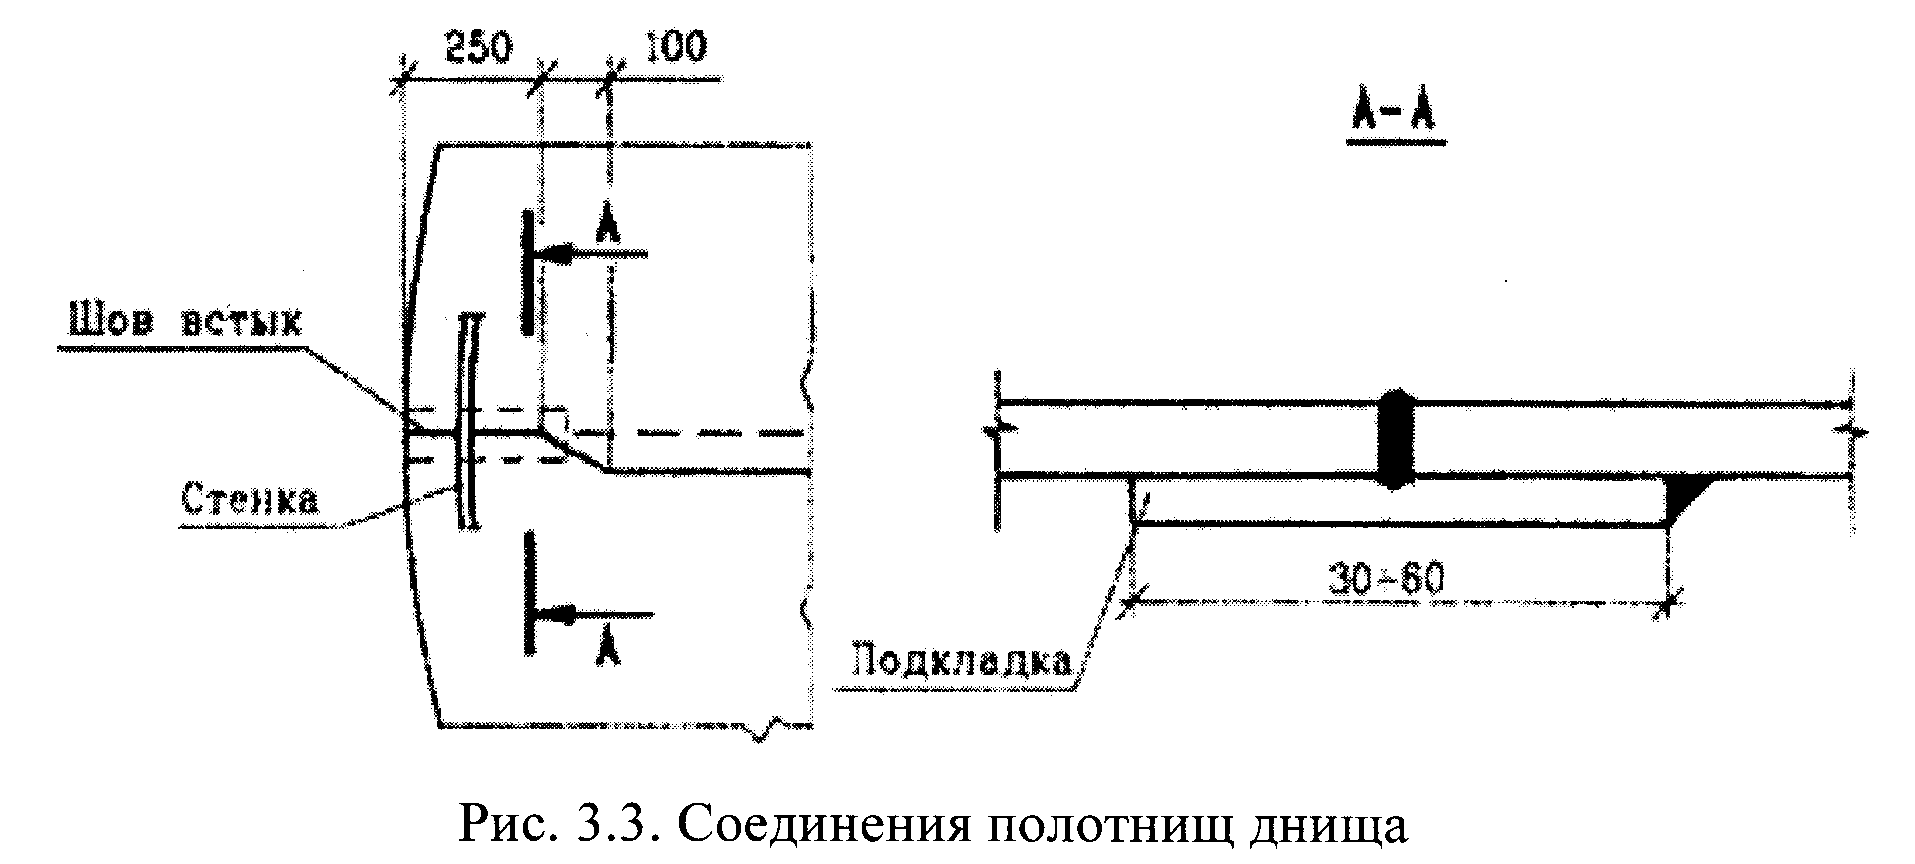 250 100
А-А
А
Шов встык
Стенка
30-60
А
Подкладка
Рис. 3.3. Соединения полотнищ днища